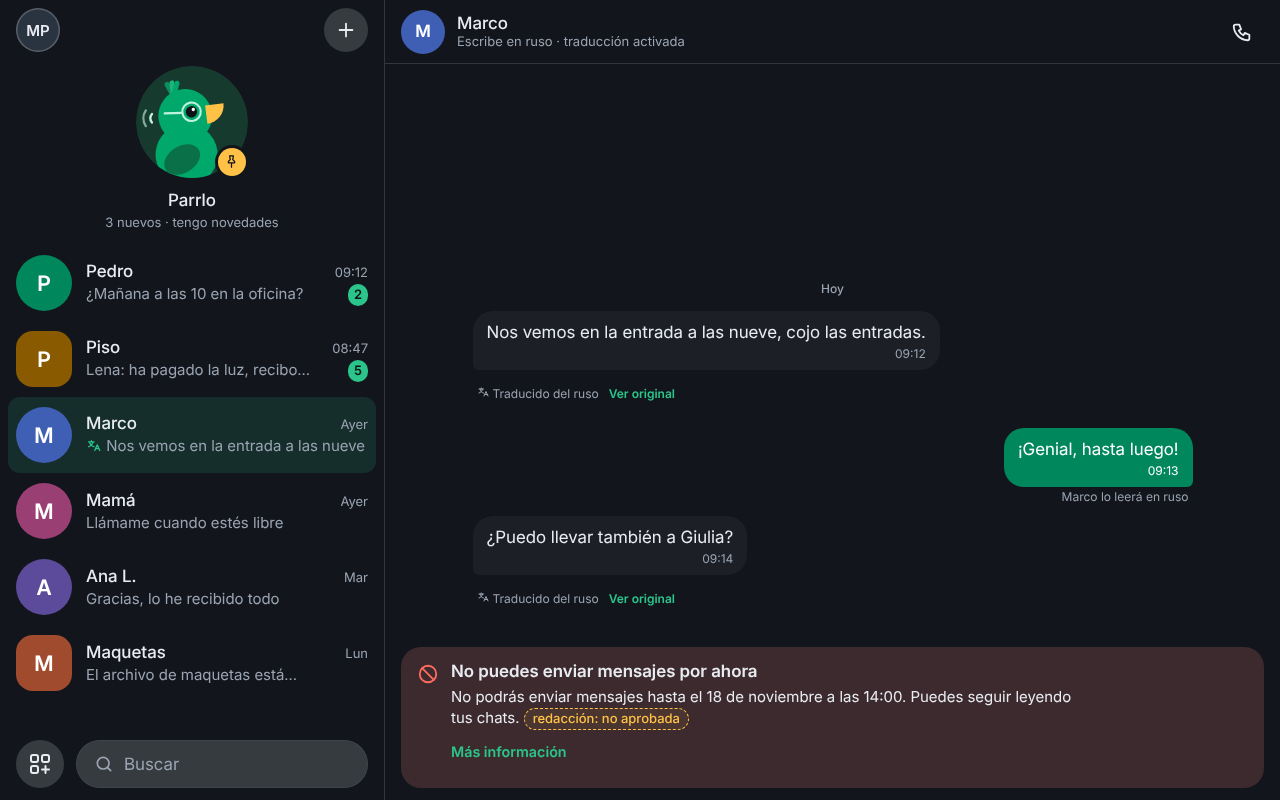 MP
Parrlo
3 nuevos · tengo novedades
P
Pedro
09:12
¿Mañana a las 10 en la oficina?
2
P
Piso
08:47
Lena: ha pagado la luz, recibo...
5
M
Marco
Ayer
Nos vemos en la entrada a las nueve
M
Mamá
Ayer
Llámame cuando estés libre
A
Ana L.
Mar
Gracias, lo he recibido todo
M
Maquetas
Lun
El archivo de maquetas está...
Buscar
M
Marco
Escribe en ruso · traducción activada
Hoy
Nos vemos en la entrada a las nueve, cojo las entradas.
09:12
Traducido del ruso Ver original
¡Genial, hasta luego!
09:13
Marco lo leerá en ruso
¿Puedo llevar también a Giulia?
09:14
Traducido del ruso Ver original
No puedes enviar mensajes por ahora
No podrás enviar mensajes hasta el 18 de noviembre a las 14:00. Puedes seguir leyendo
tus chats. redacción: no aprobada
Más información